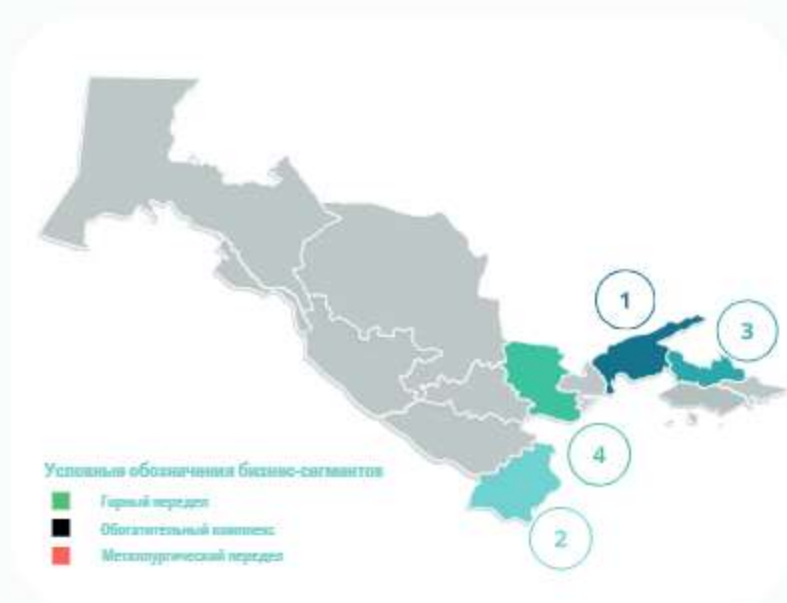 1
3
4
2
Условные обозначения бизнес-сегментов
Горный передел
Обогатительный комплекс
Металлургический передел